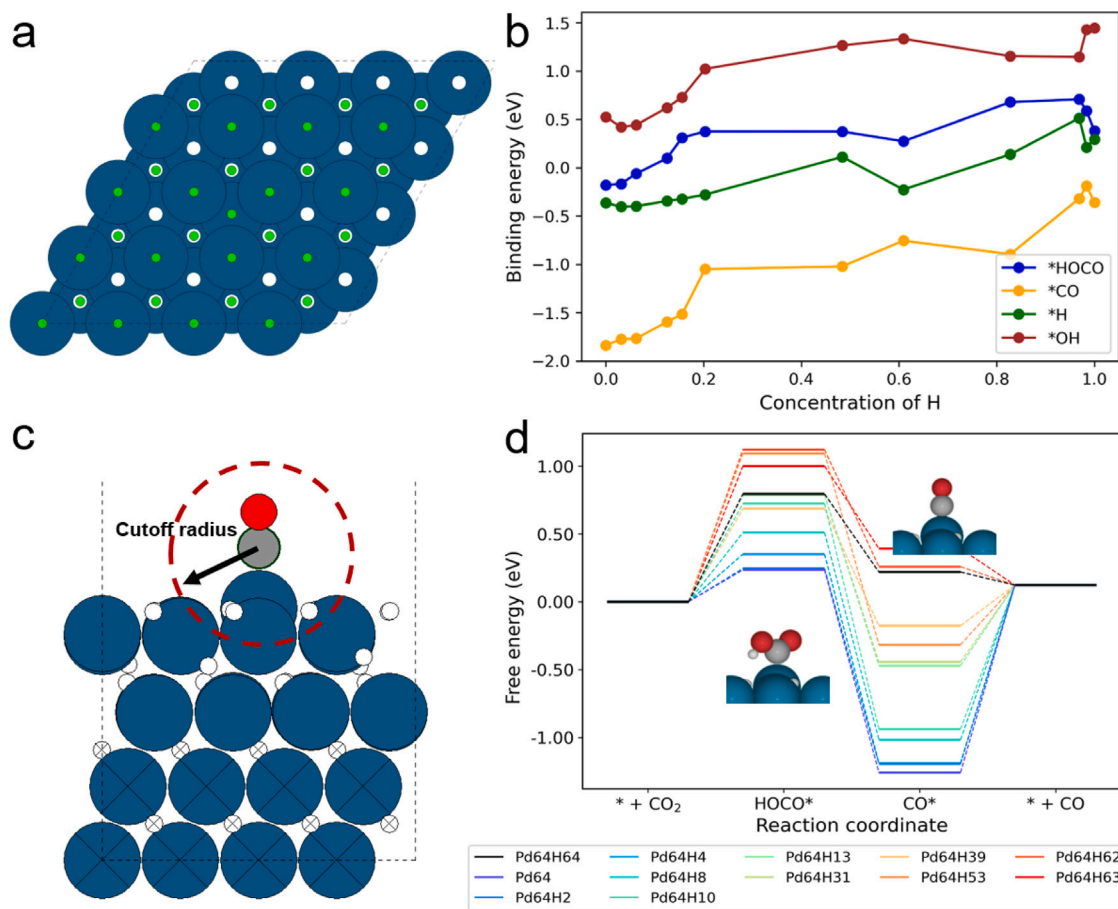 a
b
1.5
1.0
0.5
0.0
−0.5
−1.0
−1.5
−2.0
Binding energy (eV)
*HOCO
*CO
*H
*OH
0.0
0.2
0.4
0.6
0.8
1.0
Concentration of H
c
Cutoff radius
d
1.00
0.50
0.00
-0.50
-1.00
Free energy (eV)
* + CO₂
HOCO*
CO*
* + CO
Reaction coordinate
Pd64H64
Pd64H4
Pd64H13
Pd64H39
Pd64H62
Pd64
Pd64H8
Pd64H31
Pd64H53
Pd64H63
Pd64H2
Pd64H10